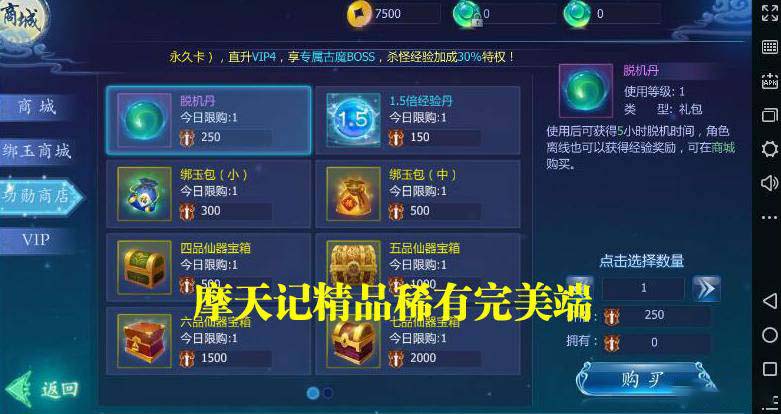 商城
7500
0
0
永久卡），直升VIP4，享专属古魔BOSS，杀怪经验加成30%特权！
商 城
绑玉商城
功勋商店
VIP
返回
脱机丹
今日限购:1
250
1.5
1.5倍经验丹
今日限购:1
150
绑玉包（小）
今日限购:1
300
绑玉包（中）
今日限购:1
500
四品仙器宝箱
今日限购:1
500
五品仙器宝箱
今日限购:1
1000
摩天记精品稀有完美端
六品仙器宝箱
今日限购:1
1500
七品仙器宝箱
今日限购:1
2000
脱机丹
使用等级: 1
类 型: 礼包
使用后可获得5小时脱机时间，角色
离线也可以获得经验奖励，可在商城
购买。
点击选择数量
1
250
拥有 :
0
购 买